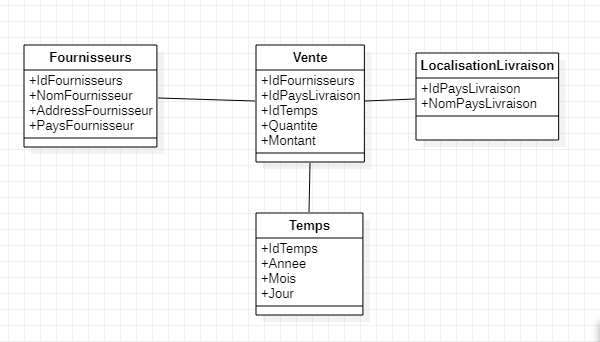 Fournisseurs
+IdFournisseurs
+NomFournisseur
+AddressFournisseur
+PaysFournisseur
Vente
+IdFournisseurs
+IdPaysLivraison
+IdTemps
+Quantite
+Montant
LocalisationLivraison
+IdPaysLivraison
+NomPaysLivraison
Temps
+IdTemps
+Annee
+Mois
+Jour